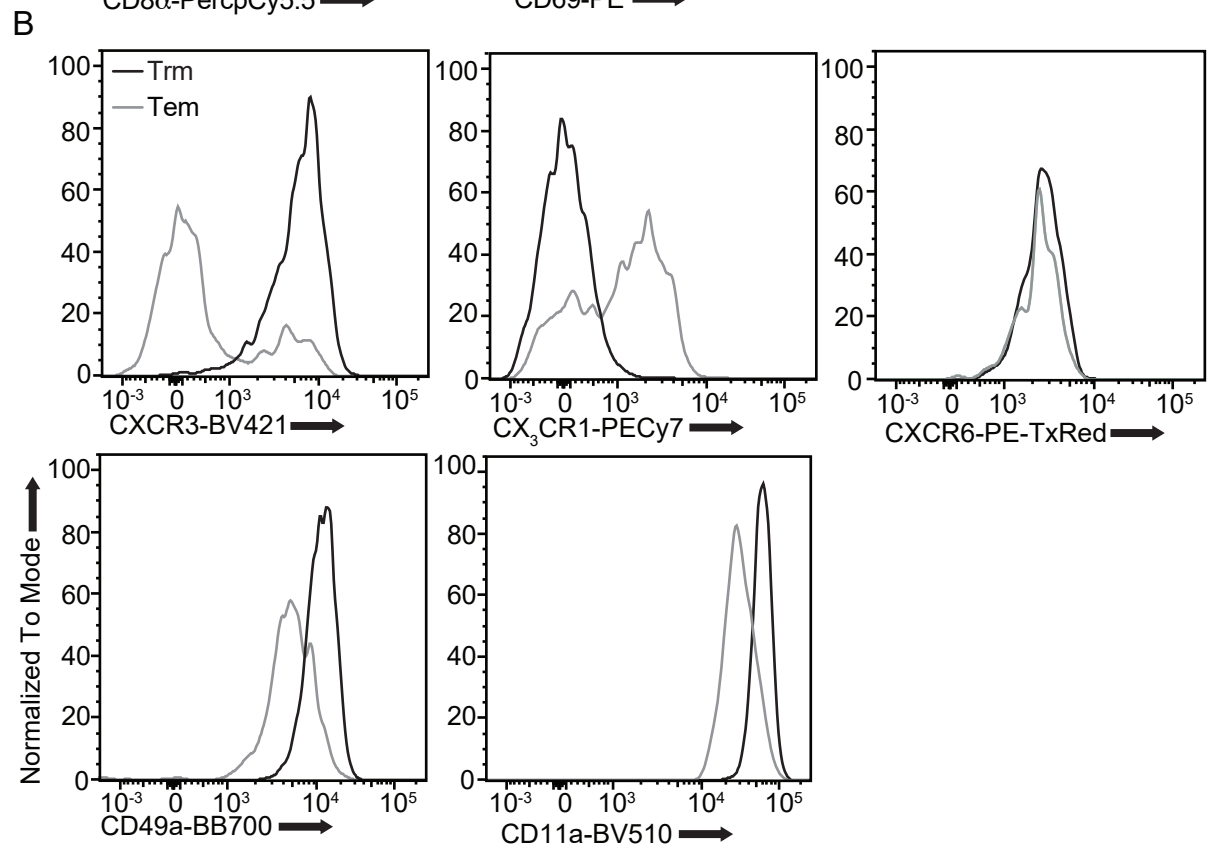 CD8α-PercpCy5.5
CD69-PE
B
Trm
Tem
100
80
60
40
20
0
10-3 0 103 104 105
CXCR3-BV421
100
80
60
40
20
0
10-3 0 103 104 105
CX3CR1-PECy7
100
80
60
40
20
0
10-3 0 103 104 105
CXCR6-PE-TxRed
Normalized To Mode
100
80
60
40
20
0
10-3 0 103 104 105
CD49a-BB700
100
80
60
40
20
0
10-3 0 103 104 105
CD11a-BV510